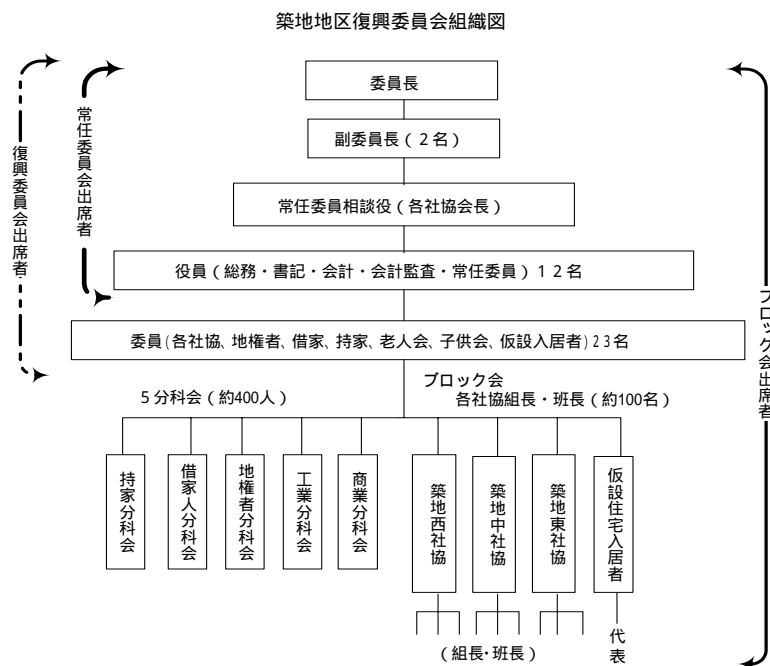 築地地区復興委員会組織図
委員長
副委員長(2名)
常任委員相談役(各社協会長)
役員(総務・書記・会計・会計監査・常任委員)12名
委員(各社協、地権者、借家、持家、老人会、子供会、仮設入居者)23名
復興委員会出席者
常任委員会出席者
ブロック会出席者
5分科会(約400人)
ブロック会
各社協組長・班長(約100名)
持家分科会
借家人分科会
地権者分科会
工業分科会
商業分科会
築地西社協
築地中社協
築地東社協
仮設住宅入居者
(組長・班長)
代表